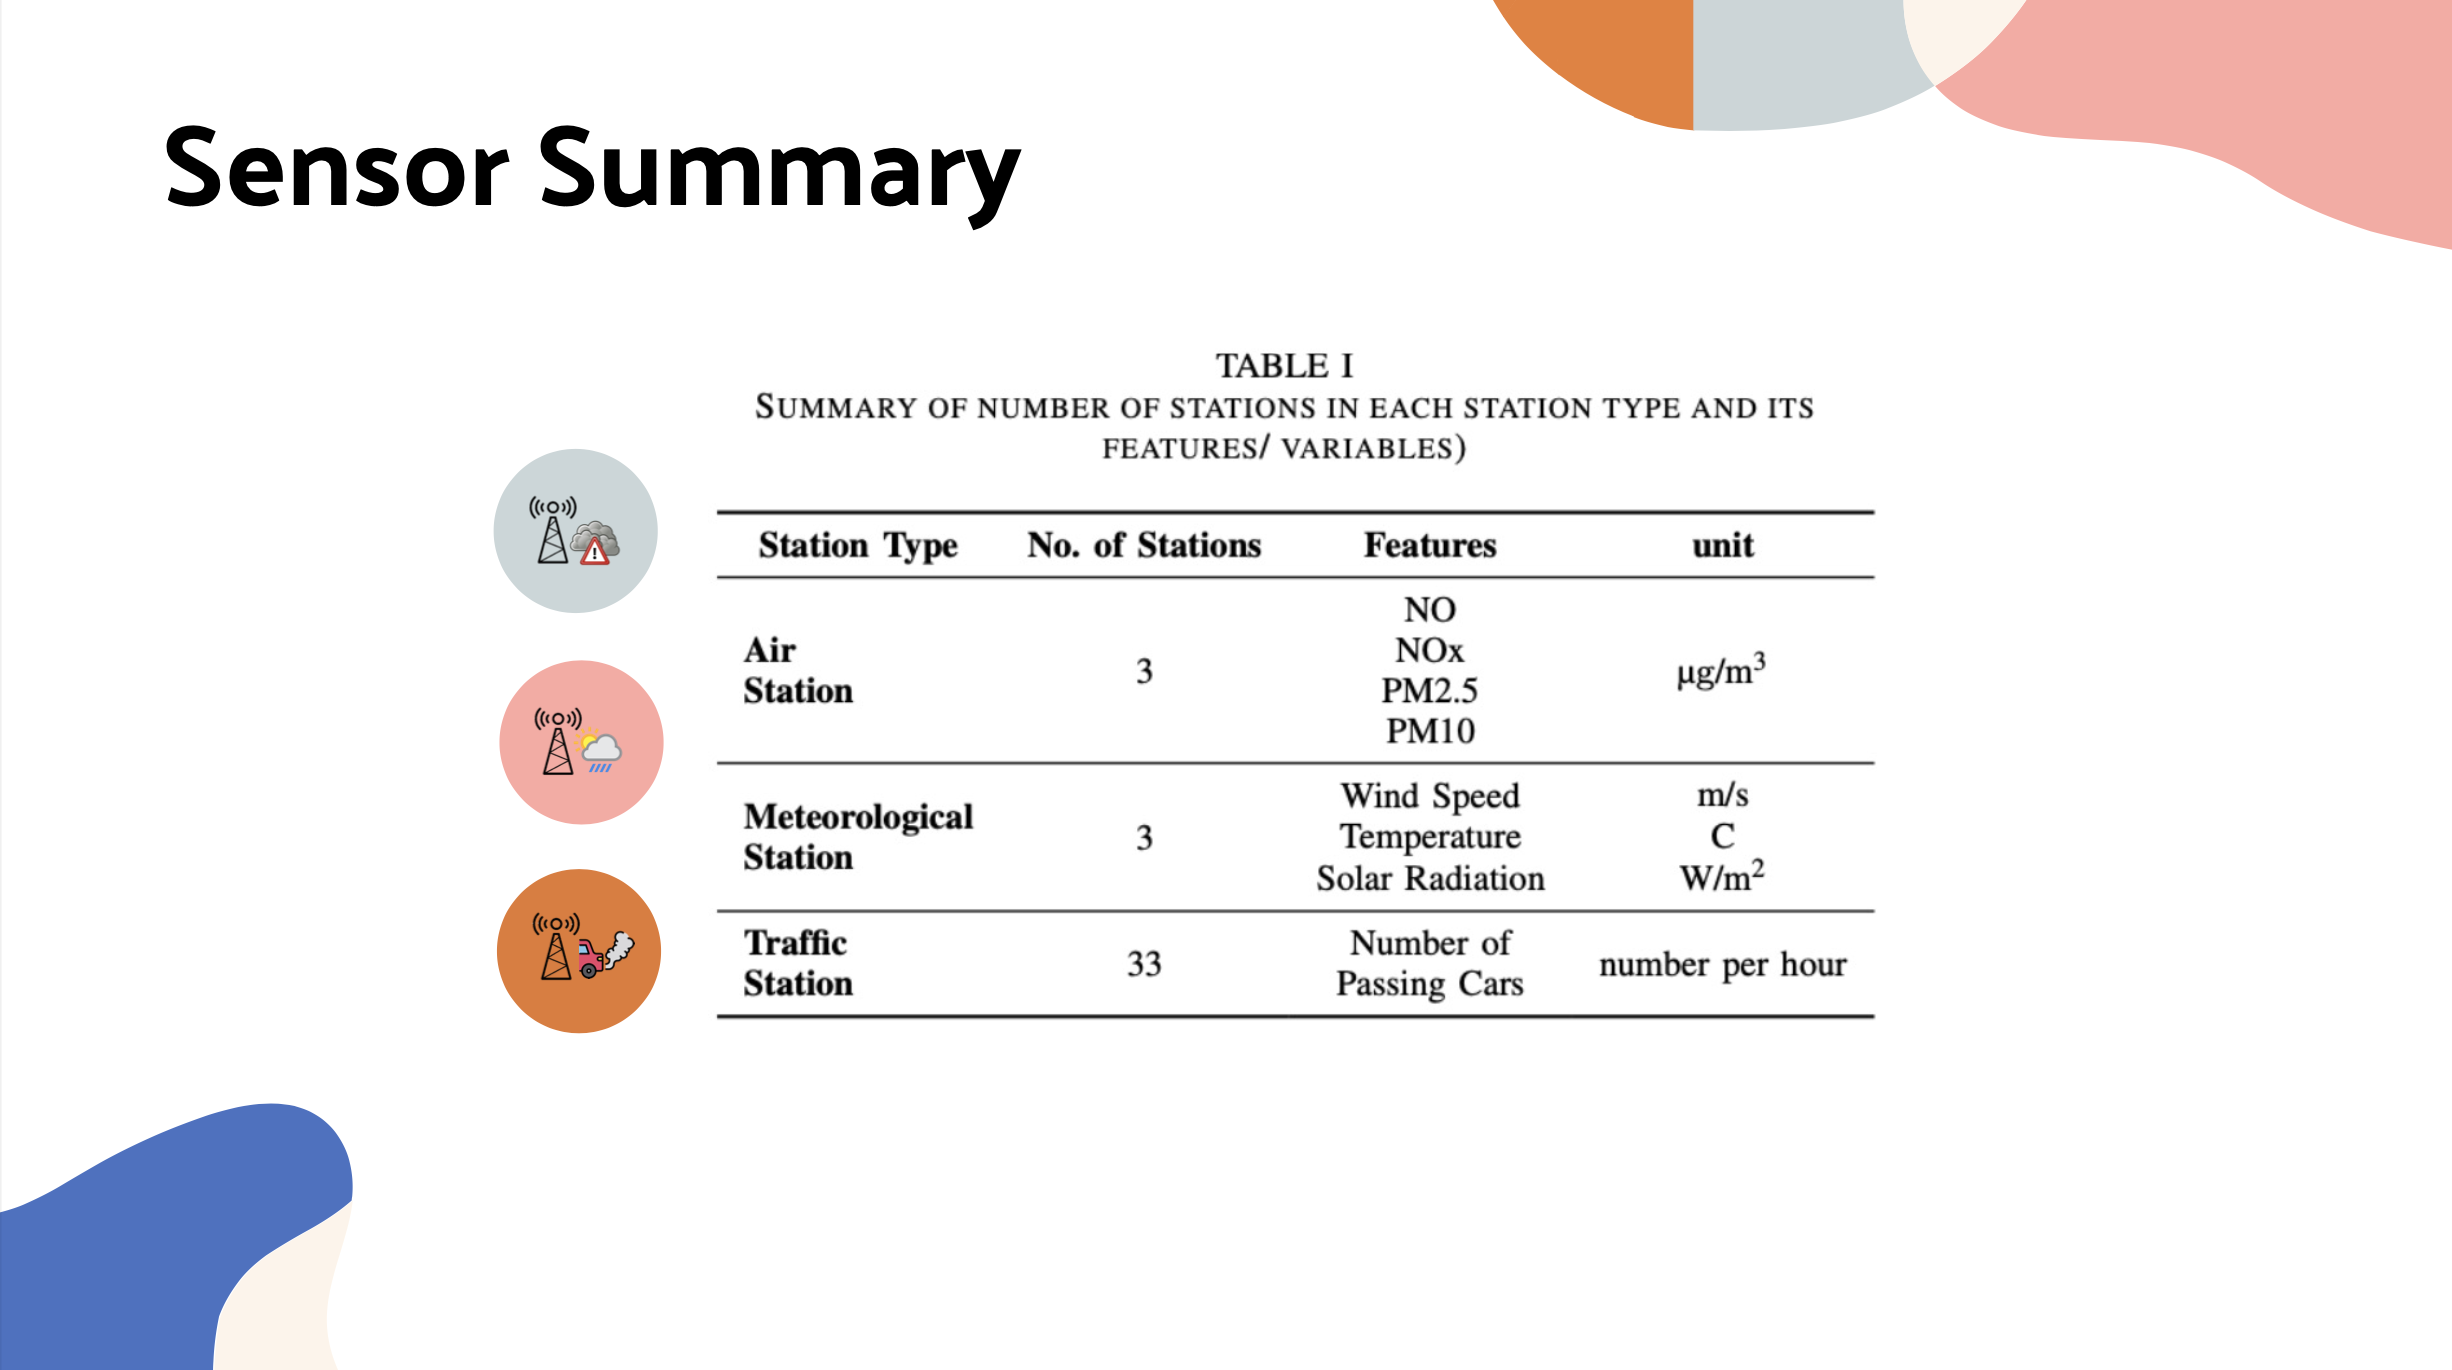 Sensor Summary
TABLE I
SUMMARY OF NUMBER OF STATIONS IN EACH STATION TYPE AND ITS
FEATURES/ VARIABLES)
Station Type No. of Stations Features unit
Air
Station
3
NO
NOx
PM2.5
PM10
µg/m³
Meteorological
Station
3
Wind Speed m/s
Temperature C
Solar Radiation W/m²
Traffic
Station
33
Number of
Passing Cars
number per hour